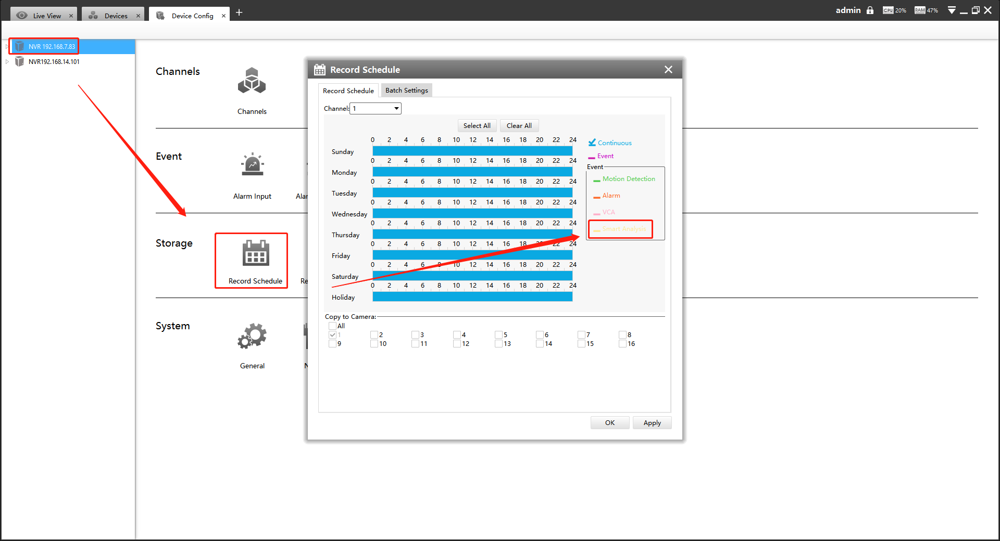 Live View
Devices
Device Config
admin
CPU 20%
RAM 47%
NVR 192.168.7.83
NVR192.168.14.101
Channels
Channels
Event
Alarm Input
Alar
Storage
Record Schedule
Re
System
General
Record Schedule
Record Schedule
Batch Settings
Channel: 1
Select All
Clear All
0 2 4 6 8 10 12 14 16 18 20 22 24
Sunday
0 2 4 6 8 10 12 14 16 18 20 22 24
Monday
0 2 4 6 8 10 12 14 16 18 20 22 24
Tuesday
0 2 4 6 8 10 12 14 16 18 20 22 24
Wednesday
0 2 4 6 8 10 12 14 16 18 20 22 24
Thursday
0 2 4 6 8 10 12 14 16 18 20 22 24
Friday
0 2 4 6 8 10 12 14 16 18 20 22 24
Saturday
0 2 4 6 8 10 12 14 16 18 20 22 24
Holiday
Continuous
Event
Event
Motion Detection
Alarm
VCA
Smart Analysis
Copy to Camera:
All
1 2 3 4 5 6 7 8
9 10 11 12 13 14 15 16
OK
Apply